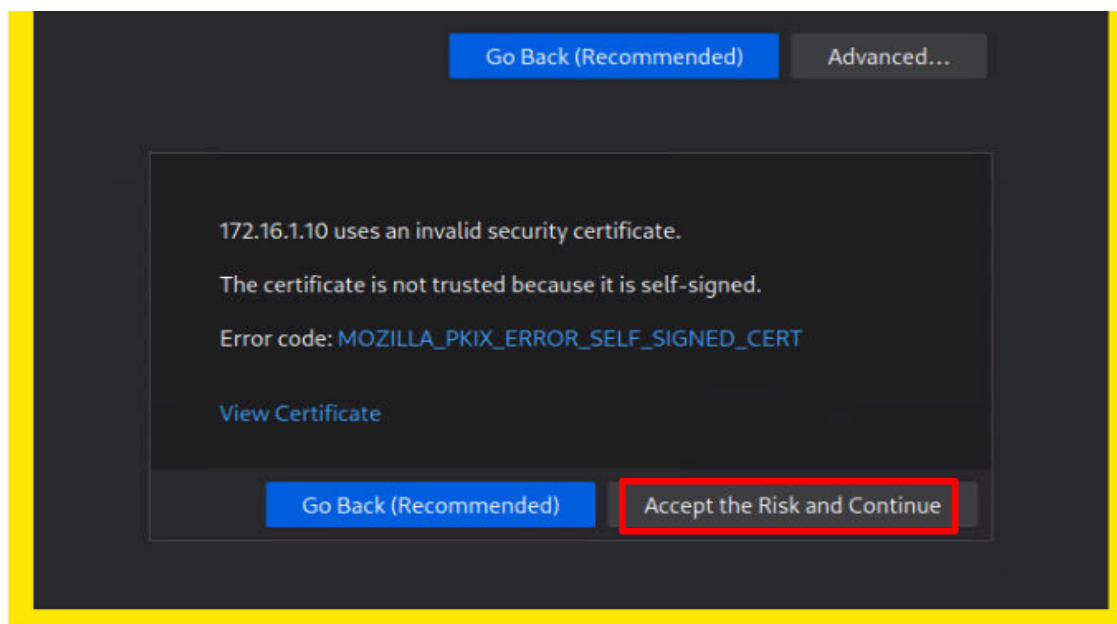 Go Back (Recommended)
Advanced...
172.16.1.10 uses an invalid security certificate.
The certificate is not trusted because it is self-signed.
Error code: MOZILLA_PKIX_ERROR_SELF_SIGNED_CERT
View Certificate
Go Back (Recommended)
Accept the Risk and Continue